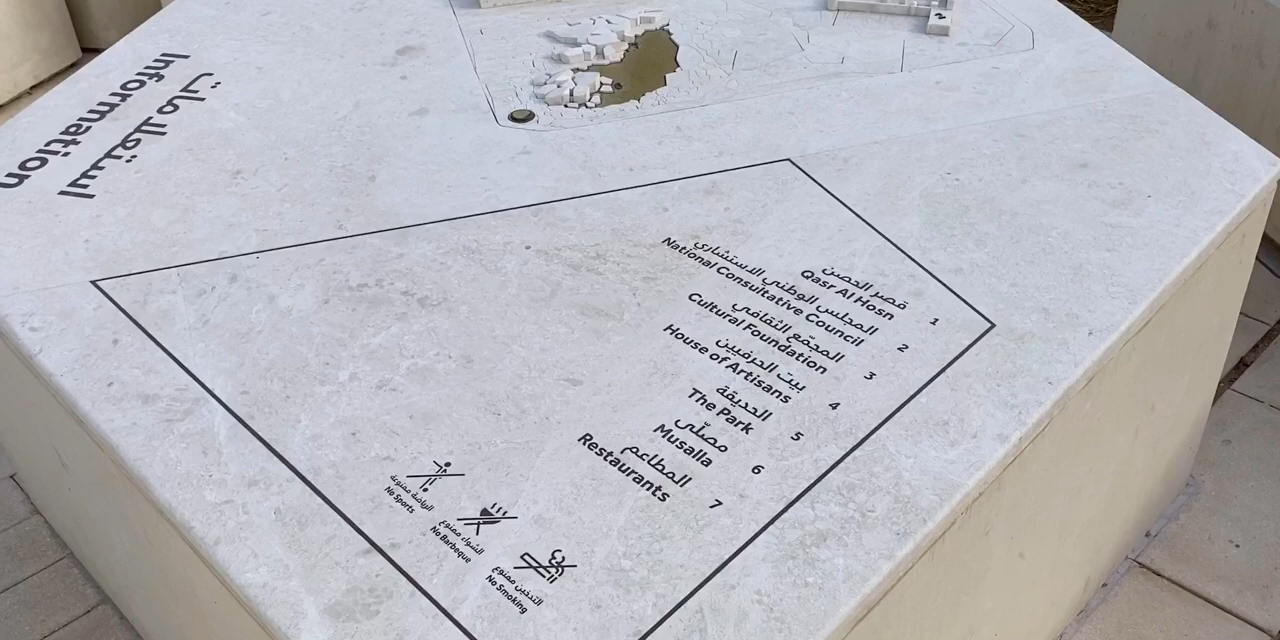 استعلامات
Information
قصر الحصن
Qasr Al Hosn
1
المجلس الوطني الاستشاري
National Consultative Council
2
المجمّع الثقافي
Cultural Foundation
3
بيت الحرفيين
House of Artisans
4
الحديقة
The Park
5
مصلّى
Musalla
6
المطاعم
Restaurants
7
الرياضة ممنوعة
No Sports
الشواء ممنوع
No Barbeque
التدخين ممنوع
No Smoking